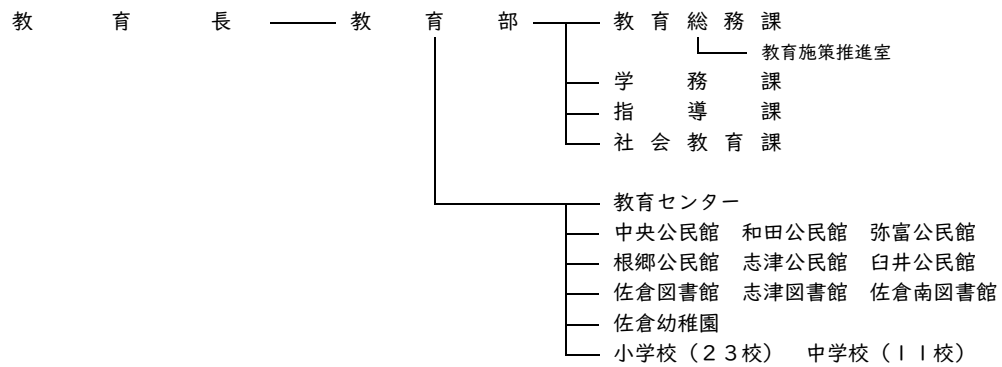 教育長 教育部 教育総務課
教育施策推進室
学務課
指導課
社会教育課
教育センター
中央公民館 和田公民館 弥富公民館
根郷公民館 志津公民館 臼井公民館
佐倉図書館 志津図書館 佐倉南図書館
佐倉幼稚園
小学校（２３校） 中学校（１１校）